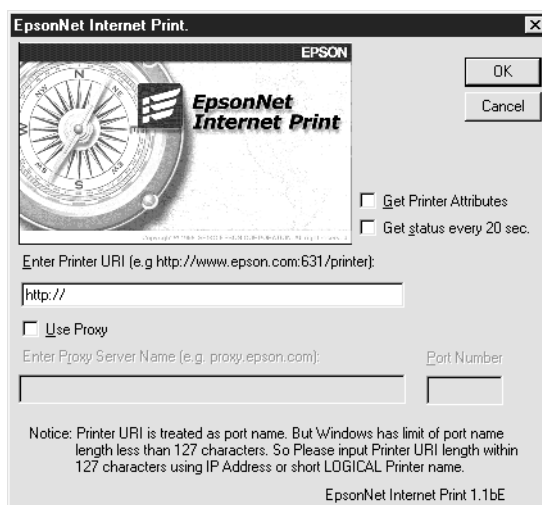 EpsonNet Internet Print.
EPSON
EpsonNet
Internet Print
N
NE
E
SE
S
SW
W
NW
OK
Cancel
Get Printer Attributes
Get status every 20 sec.
Enter Printer URI (e.g http://www.epson.com:631/printer):
http://
Use Proxy
Enter Proxy Server Name (e.g. proxy.epson.com):
Port Number
Notice: Printer URI is treated as port name. But Windows has limit of port name
length less than 127 characters. So Please input Printer URI length within
127 characters using IP Address or short LOGICAL Printer name.
EpsonNet Internet Print 1.1bE